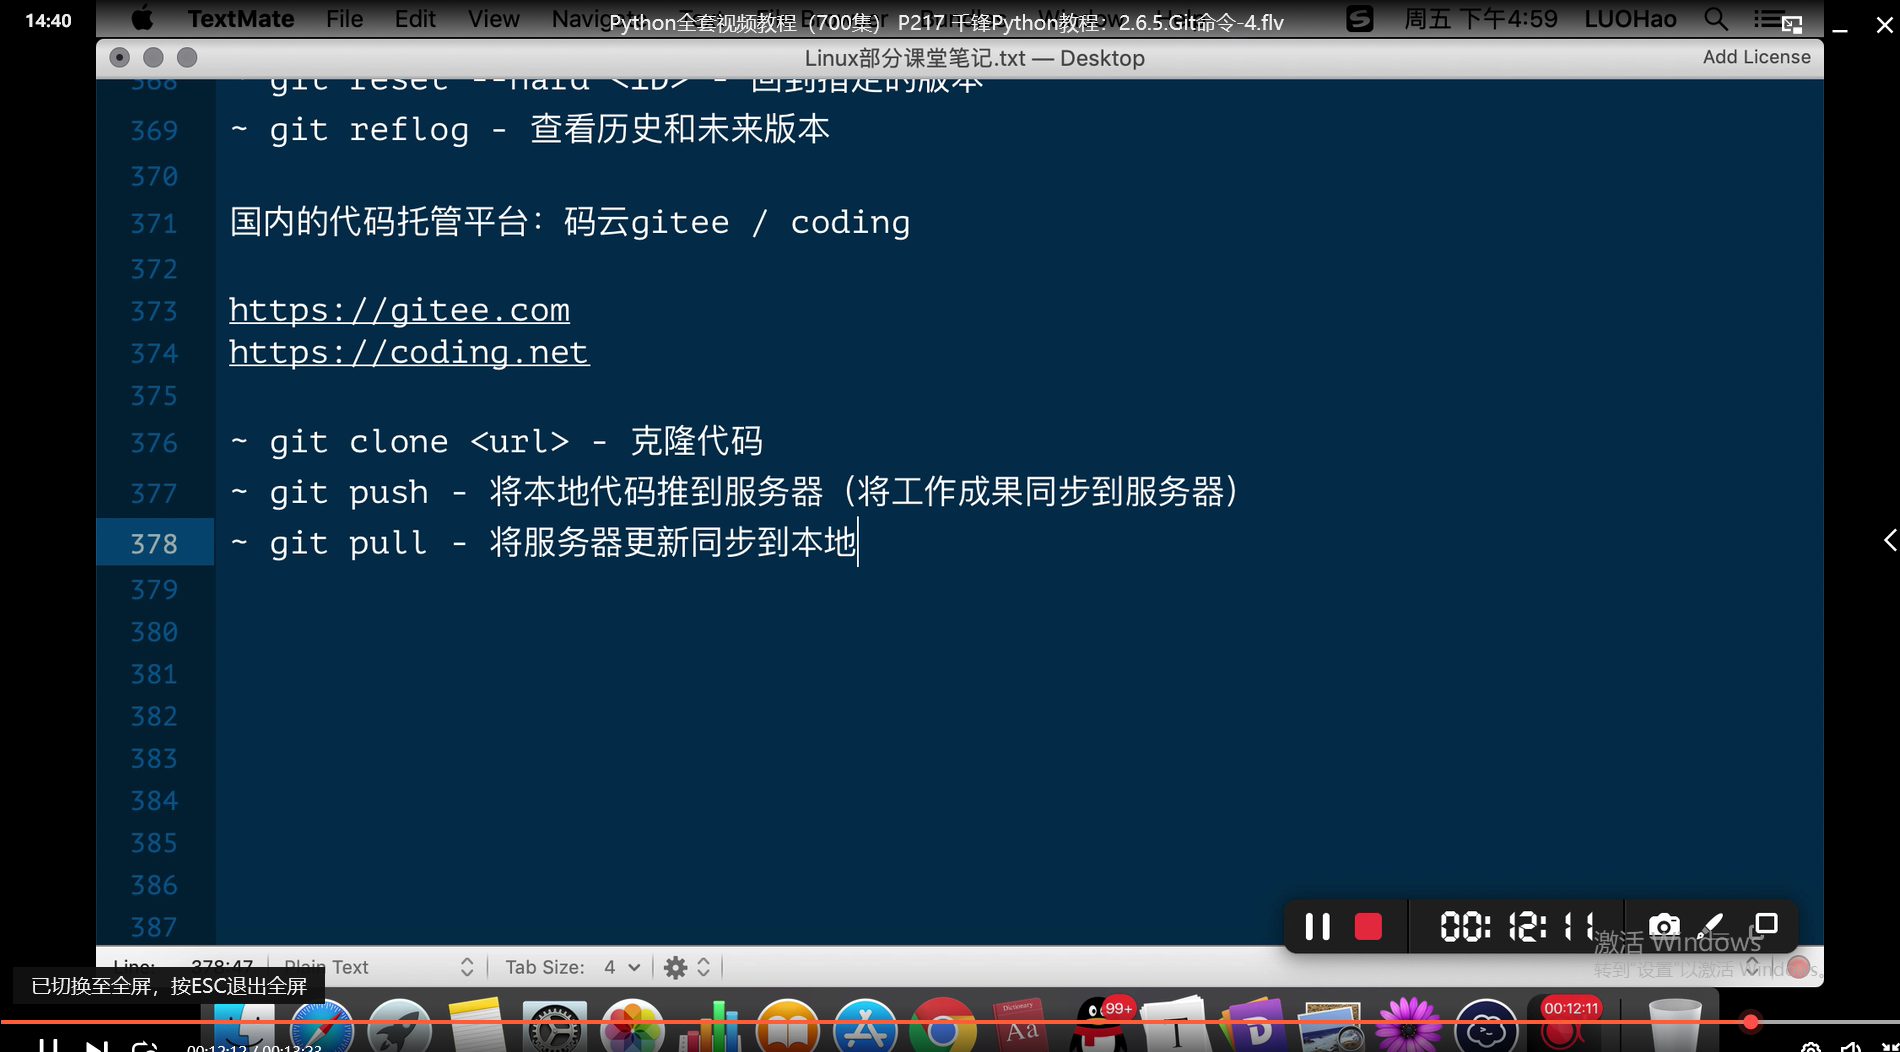 14:40
TextMate File Edit View
Python全套视频教程（700集） P217 千锋Python教程：2.6.5.Git命令-4.flv
周五 下午4:59 LUOHao
Linux部分课堂笔记.txt — Desktop
Add License
368 ~ git reset --hard <ID> - 回到指定的版本
369 ~ git reflog - 查看历史和未来版本
370
371 国内的代码托管平台：码云gitee / coding
372
373 https://gitee.com
374 https://coding.net
375
376 ~ git clone <url> - 克隆代码
377 ~ git push - 将本地代码推到服务器（将工作成果同步到服务器）
378 ~ git pull - 将服务器更新同步到本地
379
380
381
382
383
384
385
386
387
00:12:11
激活 Windows
转到"设置"以激活 Windows。
Line: 378:47 Plain Text Tab Size: 4
已切换至全屏，按ESC退出全屏
Dictionary
Aa
99+
T
D
00:12:11
00:12:12 / 00:13:23